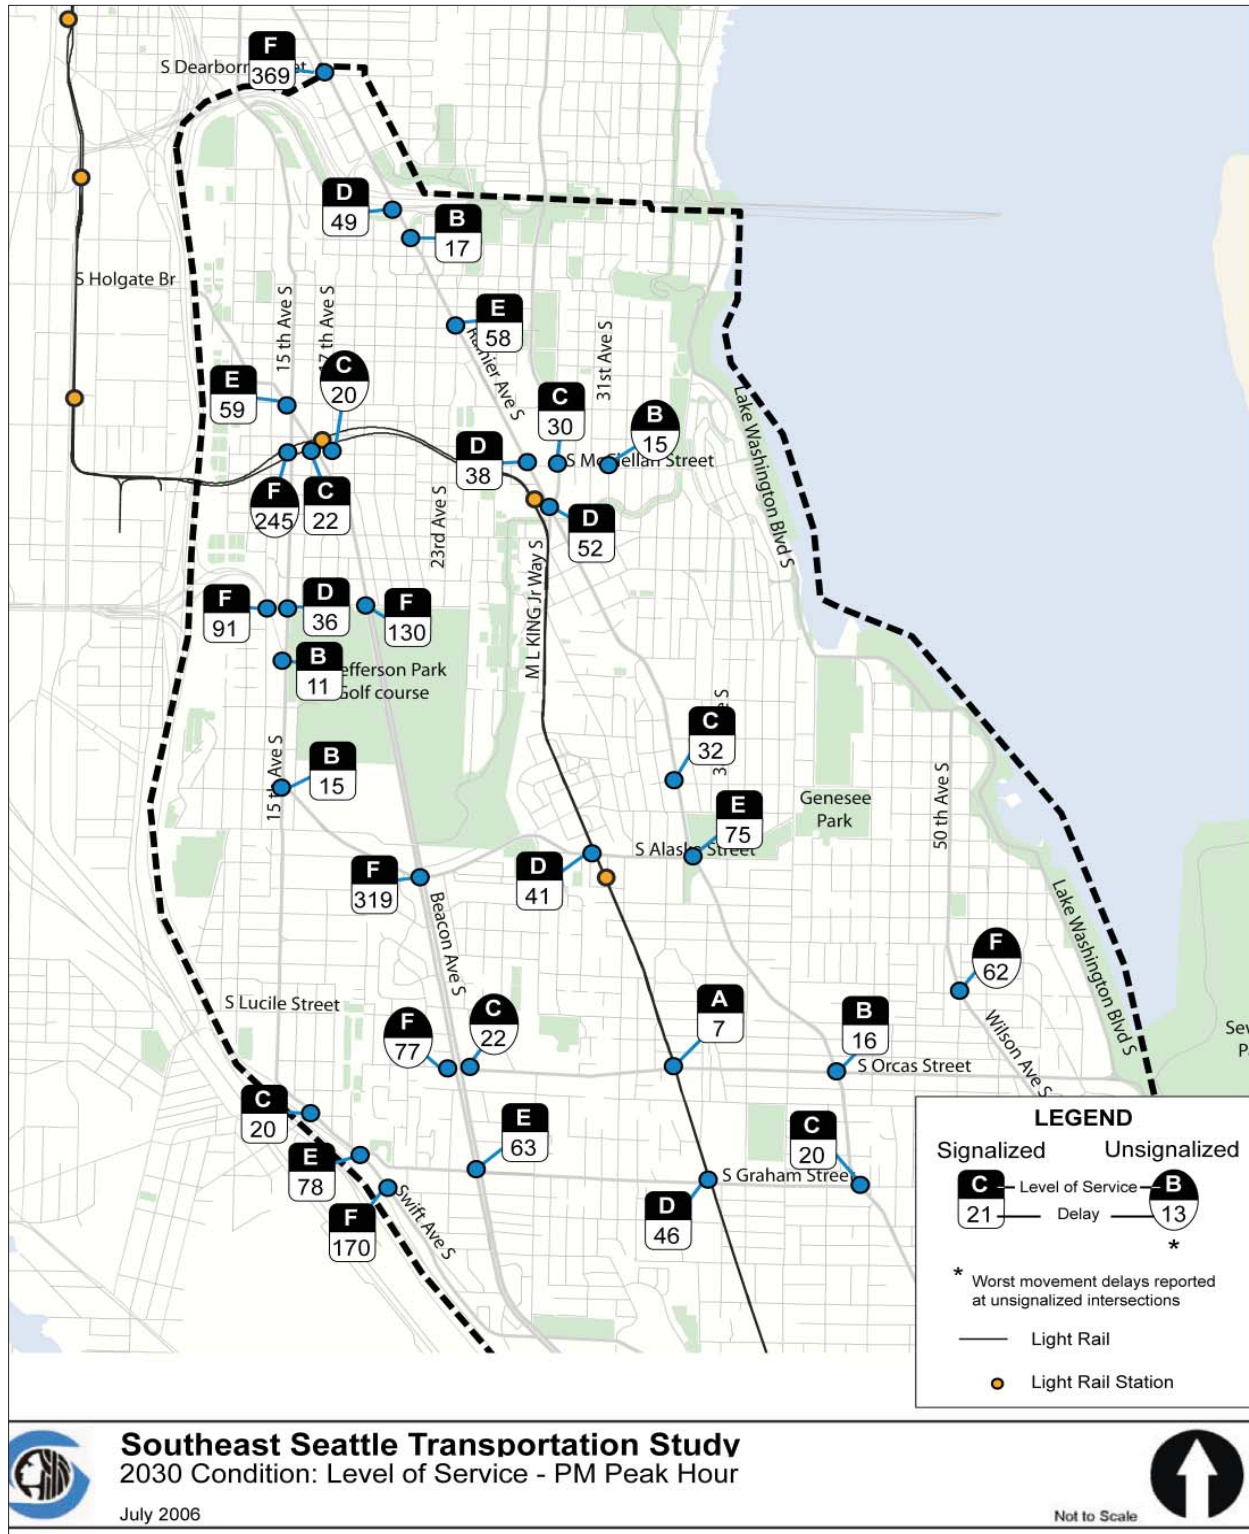 F
S Dearborn et
369
D
49
B
17
S Holgate Br
15 th Ave S
7 th Ave S
E
58
Rainier Ave S
31st Ave S
C
20
E
59
C
30
B
15
D
38
S McClellan Street
Lake Washington Blvd S
F
245
C
22
23rd Ave S
D
52
M L KING Jr Way S
F
91
D
36
F
130
B
11
efferson Park
Golf course
C
32
3 e S
15 th Ave S
B
15
Genesee
Park
50 th Ave S
E
75
S Alaska Street
F
319
D
41
Beacon Ave S
Lake Washington Blvd S
F
62
S Lucile Street
F
77
C
22
A
7
B
16
Wilson Ave S
S Orcas Street
C
20
E
63
C
20
E
78
S Graham Stree
F
170
Swift Ave S
D
46
LEGEND
Signalized Unsignalized
C Level of Service B
21 Delay 13
*
* Worst movement delays reported
at unsignalized intersections
Light Rail
Light Rail Station
Southeast Seattle Transportation Study
2030 Condition: Level of Service - PM Peak Hour
July 2006
Not to Scale